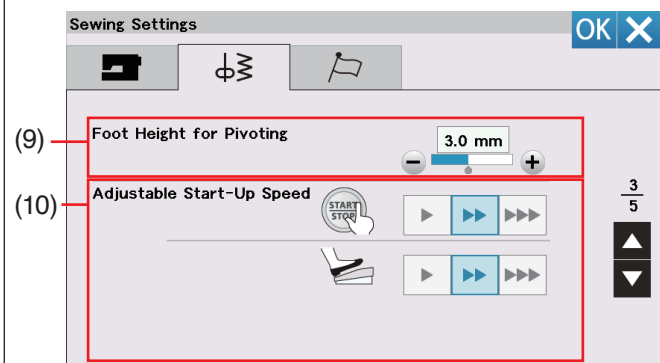 Sewing Settings
OK
(9)
Foot Height for Pivoting
3.0 mm
(10)
Adjustable Start-Up Speed
START
STOP
3
5